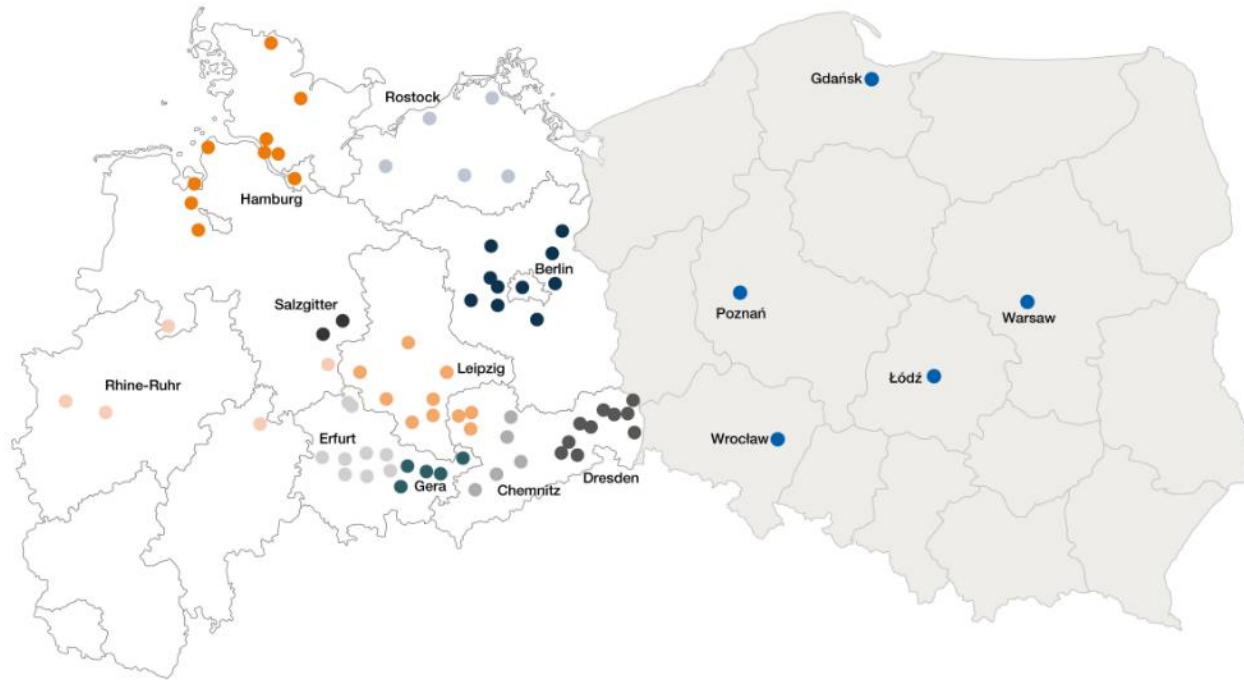 Gdańsk
Rostock
Hamburg
Berlin
Salzgitter
Poznań
Warsaw
Leipzig
Rhine-Ruhr
Łódź
Erfurt
Wrocław
Gera
Chemnitz
Dresden